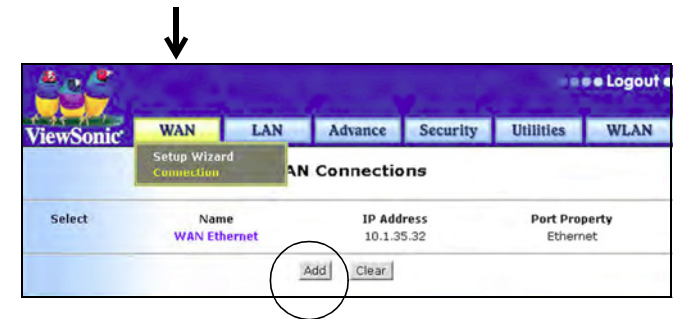 Logout
ViewSonic
WAN LAN Advance Security Utilities WLAN
Setup Wizard
Connection
AN Connections
Select Name IP Address Port Property
WAN Ethernet 10.1.35.32 Ethernet
Add Clear